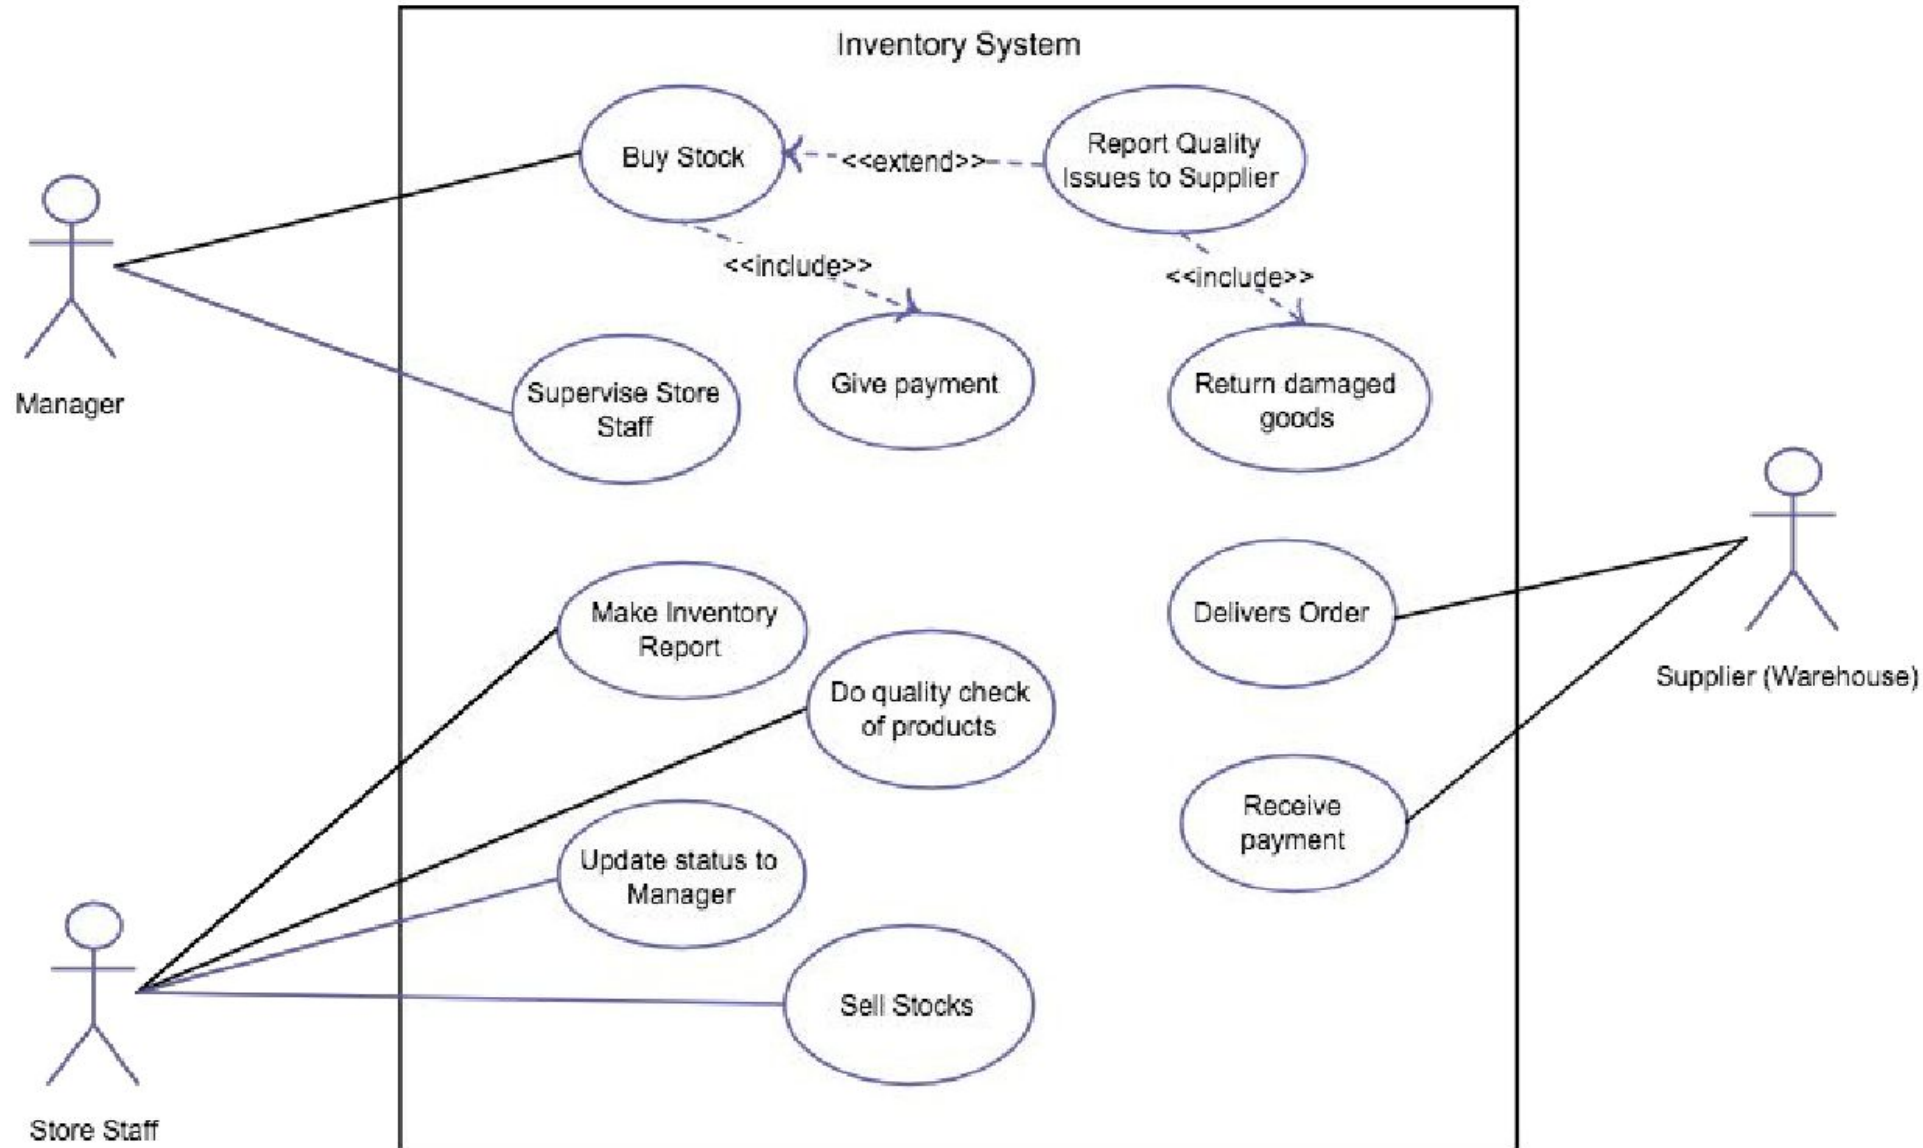 Inventory System
Buy Stock
<<extend>>
Report Quality
Issues to Supplier
<<include>>
<<include>>
Manager
Supervise Store
Staff
Give payment
Return damaged
goods
Make Inventory
Report
Delivers Order
Supplier (Warehouse)
Do quality check
of products
Receive
payment
Update status to
Manager
Sell Stocks
Store Staff